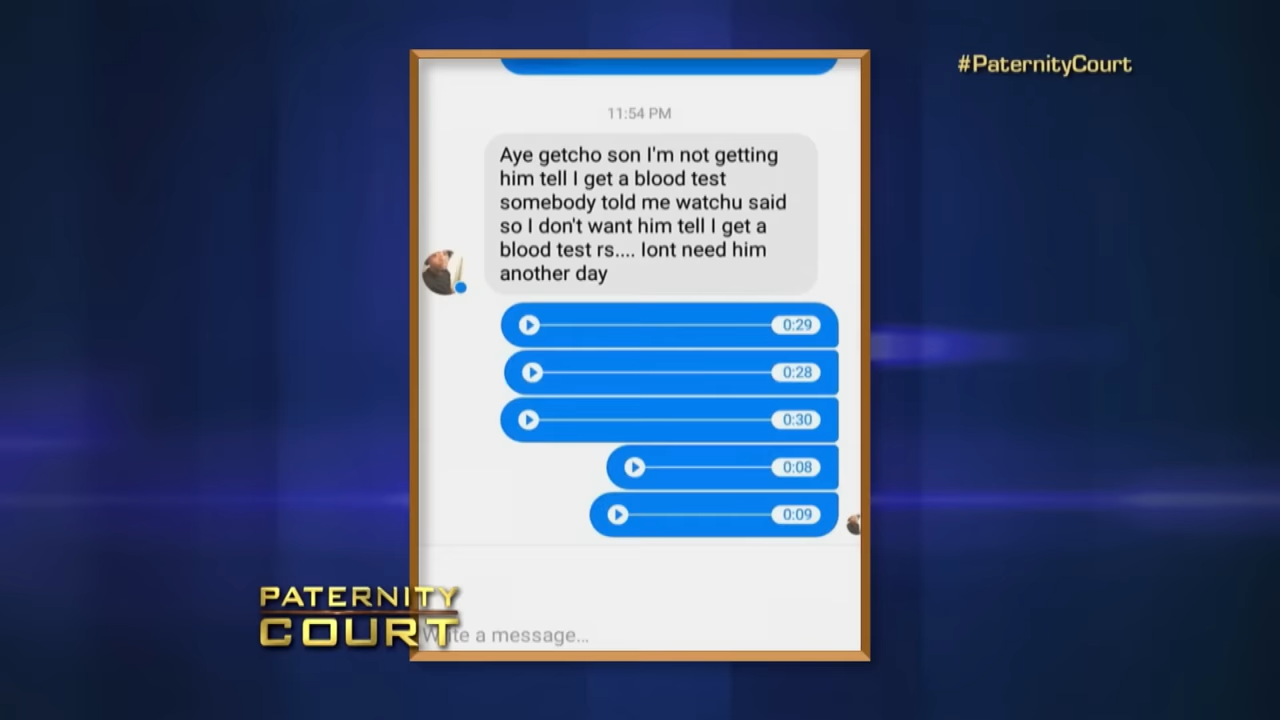 #PaternityCourt
11:54 PM
Aye getcho son I'm not getting
him tell I get a blood test
somebody told me watchu said
so I don't want him tell I get a
blood test rs.... Iont need him
another day
0:29
0:28
0:30
0:08
0:09
PATERNITY
COURT
Write a message...